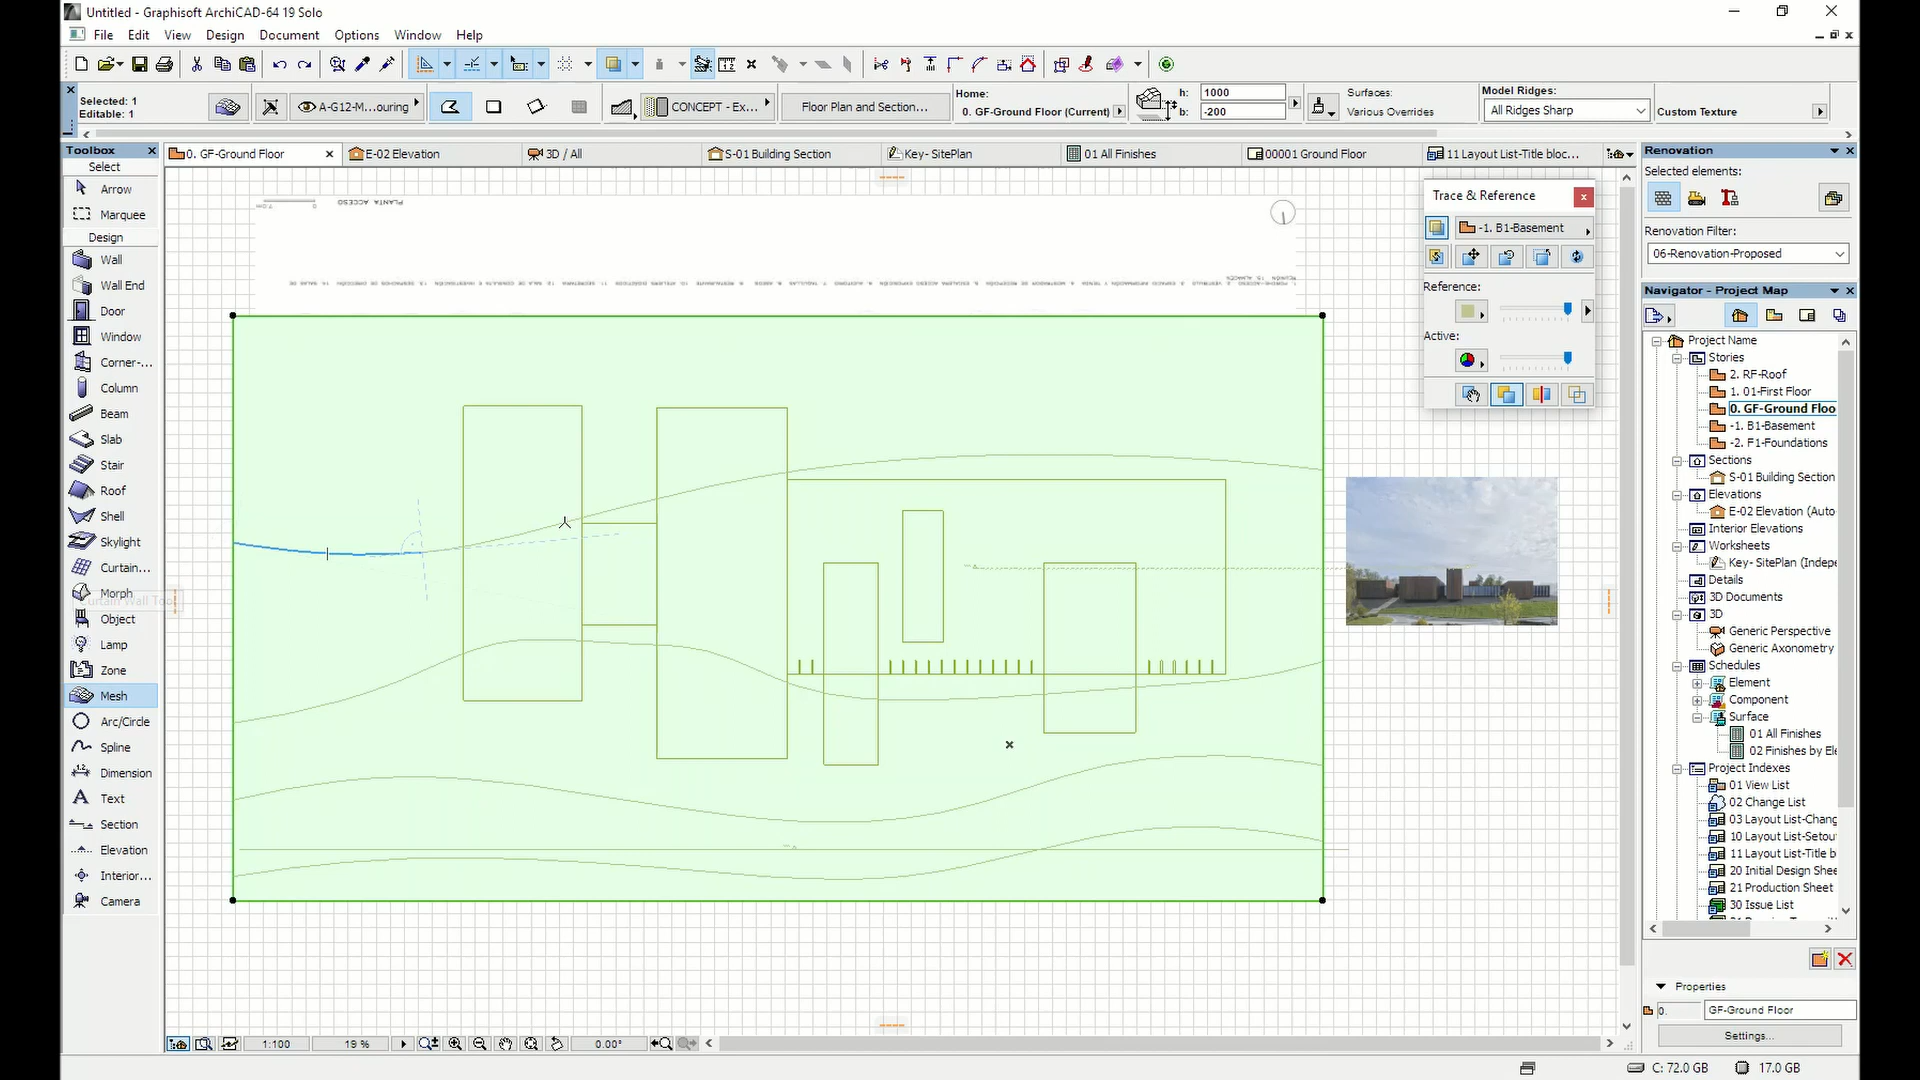 Untitled - Graphisoft ArchiCAD-64 19 Solo
File Edit View Design Document Options Window Help
Selected: 1
Editable: 1
A-G12-M...ouring
CONCEPT - Ex...
Floor Plan and Section...
Home:
0. GF-Ground Floor (Current)
h: 1000
b: -200
Surfaces:
Various Overrides
Model Ridges:
All Ridges Sharp
Custom Texture
Toolbox
Select
Arrow
Marquee
Design
Wall
Wall End
Door
Window
Corner-...
Column
Beam
Slab
Stair
Roof
Shell
Skylight
Curtain...
Morph
Curtain Wall Tool
Object
Lamp
Zone
Mesh
Arc/Circle
Spline
Dimension
Text
Section
Elevation
Interior...
Camera
0. GF-Ground Floor
E-02 Elevation
3D / All
S-01 Building Section
Key- SitePlan
01 All Finishes
00001 Ground Floor
11 Layout List-Title bloc...
PLANTA ACCESO
Trace & Reference
-1. B1-Basement
Reference:
Active:
Renovation
Selected elements:
Renovation Filter:
06-Renovation-Proposed
Navigator - Project Map
Project Name
Stories
2. RF-Roof
1. 01-First Floor
0. GF-Ground Floo
-1. B1-Basement
-2. F1-Foundations
Sections
S-01 Building Section
Elevations
E-02 Elevation (Auto
Interior Elevations
Worksheets
Key- SitePlan (Indepe
Details
3D Documents
3D
Generic Perspective
Generic Axonometry
Schedules
Element
Component
Surface
01 All Finishes
02 Finishes by Ele
Project Indexes
01 View List
02 Change List
03 Layout List-Chang
10 Layout List-Setout
11 Layout List-Title b
20 Initial Design Shee
21 Production Sheet
30 Issue List
Properties
0. GF-Ground Floor
Settings...
1:100
19 %
0.00°
C: 72.0 GB
17.0 GB